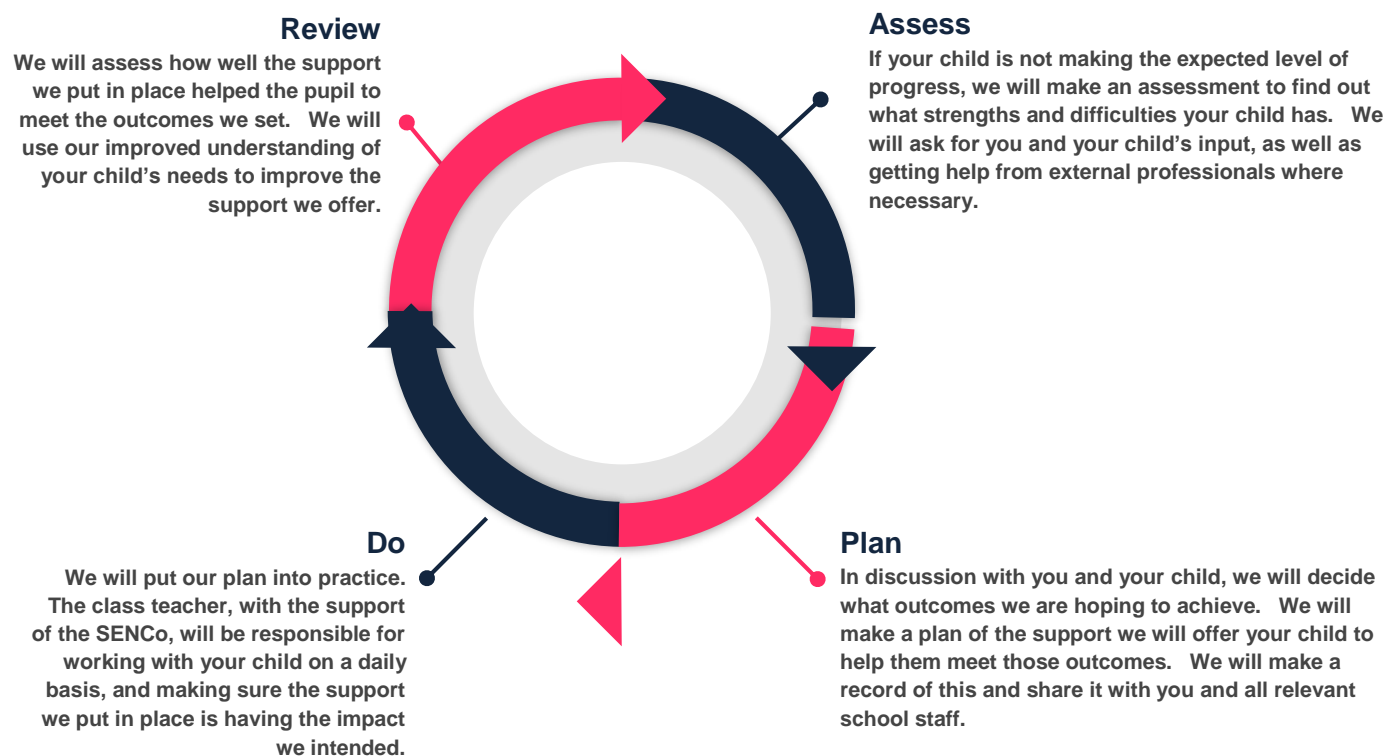 Review
We will assess how well the support
we put in place helped the pupil to
meet the outcomes we set.   We will
use our improved understanding of
your child’s needs to improve the
support we offer.
Assess
If your child is not making the expected level of
progress, we will make an assessment to find out
what strengths and difficulties your child has.   We
will ask for you and your child’s input, as well as
getting help from external professionals where
necessary.
Do
We will put our plan into practice.
The class teacher, with the support
of the SENCo, will be responsible for
working with your child on a daily
basis, and making sure the support
we put in place is having the impact
we intended.
Plan
In discussion with you and your child, we will decide
what outcomes we are hoping to achieve.   We will
make a plan of the support we will offer your child to
help them meet those outcomes.   We will make a
record of this and share it with you and all relevant
school staff.